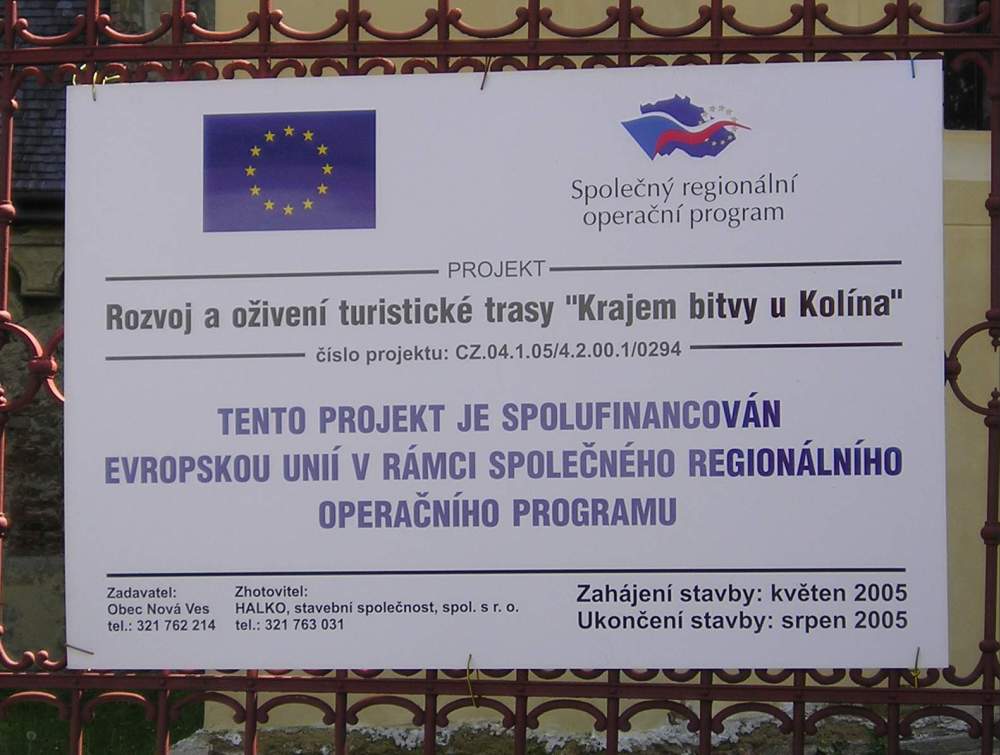 Společný regionální
operační program
PROJEKT
Rozvoj a oživení turistické trasy "Krajem bitvy u Kolína"
číslo projektu: CZ.04.1.05/4.2.00.1/0294
TENTO PROJEKT JE SPOLUFINANCOVÁN
EVROPSKOU UNIÍ V RÁMCI SPOLEČNÉHO REGIONÁLNÍHO
OPERAČNÍHO PROGRAMU
Zadavatel:
Obec Nová Ves
tel.: 321 762 214
Zhotovitel:
HALKO, stavební společnost, spol. s r. o.
tel.: 321 763 031
Zahájení stavby: květen 2005
Ukončení stavby: srpen 2005